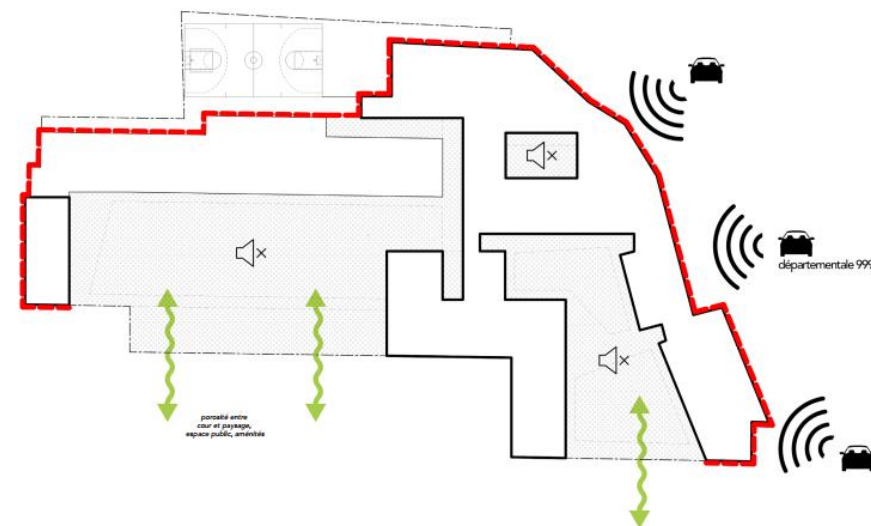 départementale 999
porosité entre
cour et paysage,
espace public, aménités